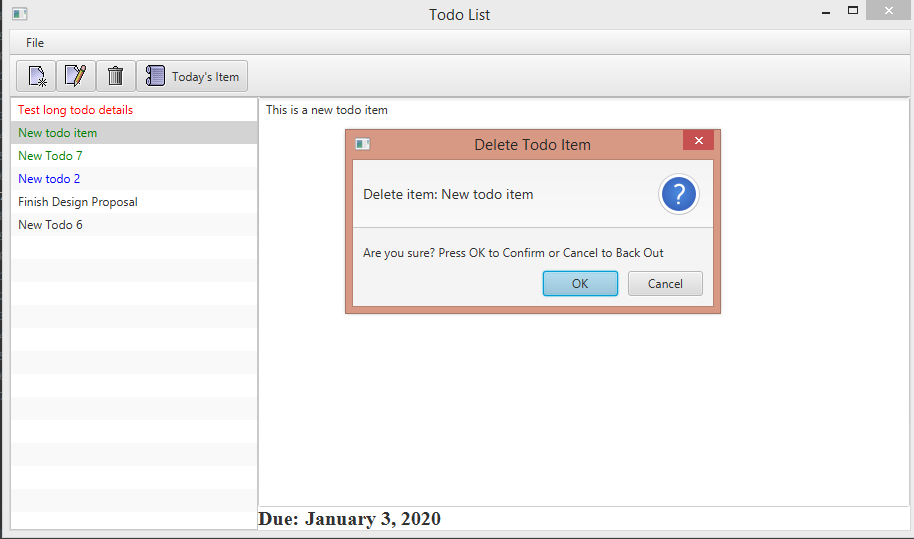 Todo List
File
Today's Item
Test long todo details
New todo item
New Todo 7
New todo 2
Finish Design Proposal
New Todo 6
This is a new todo item
Delete Todo Item
Delete item: New todo item
?
Are you sure? Press OK to Confirm or Cancel to Back Out
OK Cancel
Due: January 3, 2020